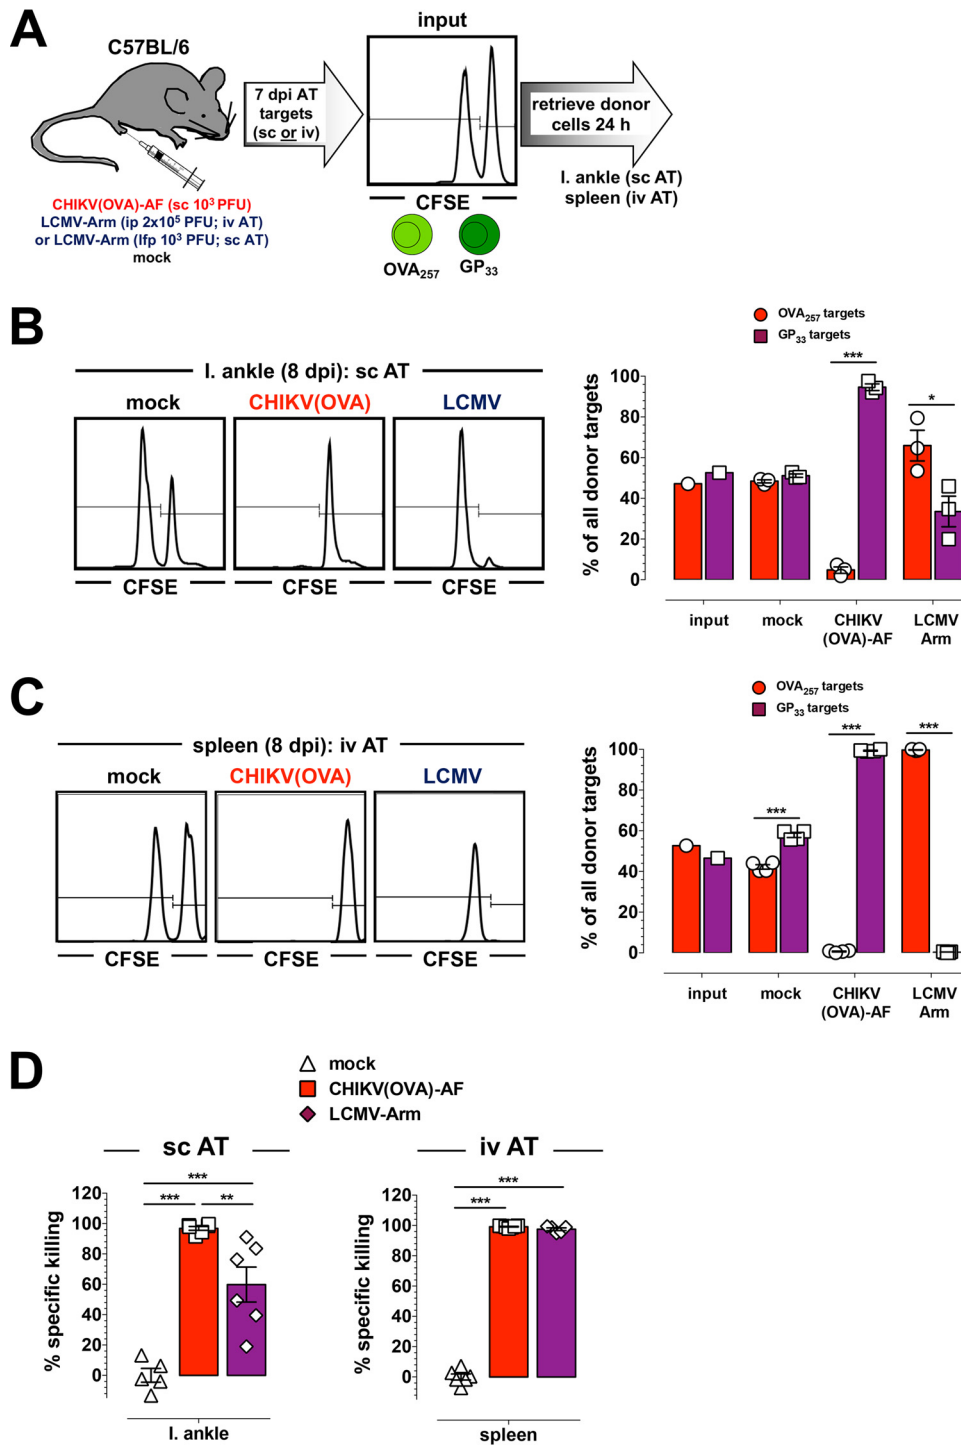 A
C57BL/6
CHIKV(OVA)-AF (sc 10³ PFU)
LCMV-Arm (ip 2x10⁵ PFU; iv AT)
or LCMV-Arm (lfp 10³ PFU; sc AT)
mock
7 dpi AT
targets
(sc or iv)
input
CFSE
OVA₂₅₇ GP₃₃
retrieve donor
cells 24 h
l. ankle (sc AT)
spleen (iv AT)
B
l. ankle (8 dpi): sc AT
mock CHIKV(OVA) LCMV
CFSE CFSE CFSE
OVA₂₅₇ targets
GP₃₃ targets
% of all donor targets
100
80
60
40
20
0
***
*
input mock CHIKV LCMV
(OVA)-AF Arm
C
spleen (8 dpi): iv AT
mock CHIKV(OVA) LCMV
CFSE CFSE CFSE
OVA₂₅₇ targets
GP₃₃ targets
% of all donor targets
100
80
60
40
20
0
***
***
***
input mock CHIKV LCMV
(OVA)-AF Arm
D
mock
CHIKV(OVA)-AF
LCMV-Arm
sc AT
% specific killing
120
100
80
60
40
20
0
***
***
**
l. ankle
iv AT
% specific killing
120
100
80
60
40
20
0
***
***
spleen